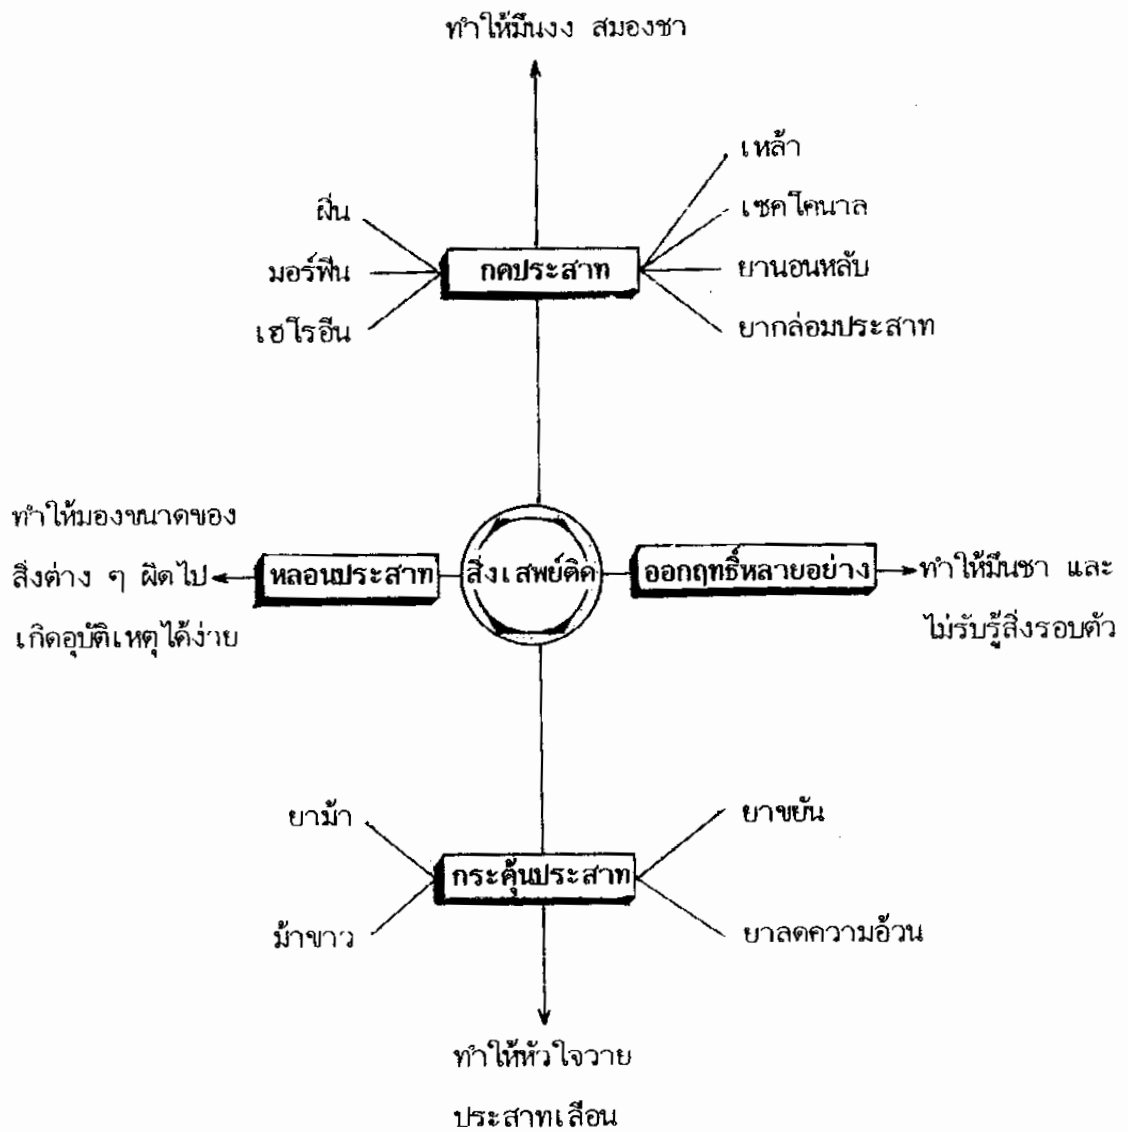 ทำให้มึนงง สมองชา
เหล้า
ฝิ่น
เซคโคนาล
กดประสาท
มอร์ฟีน
ยานอนหลับ
เฮโรอีน
ยากล่อมประสาท
ทำให้มองขนาดของ
สิ่งต่าง ๆ ผิดไป
เกิดอุบัติเหตุได้ง่าย
หลอนประสาท
สิ่งเสพย์ติด
ออกฤทธิ์หลายอย่าง
ทำให้มึนชา และ
ไม่รับรู้สิ่งรอบตัว
ยาม้า
ยาขยัน
กระตุ้นประสาท
ม้าขาว
ยาลดความอ้วน
ทำให้หัวใจวาย
ประสาทเลือน